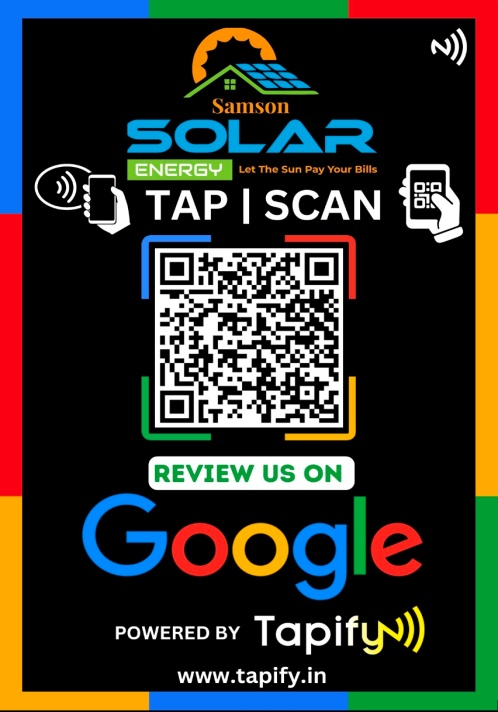 Samson
SOLAR
ENERGY Let The Sun Pay Your Bills
TAP | SCAN
REVIEW US ON
Google
POWERED BY Tapify
www.tapify.in